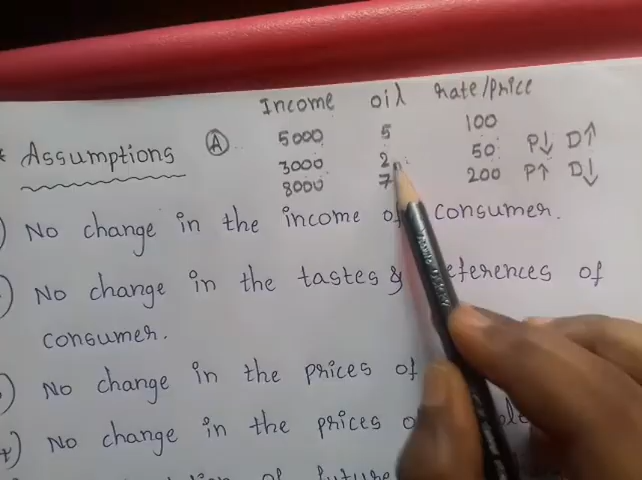 Income oil rate/price
Assumptions A 5000 5 100
3000 2 50 P↓ D↑
8000 7 200 P↑ D↓
No change in the income of consumer.
No change in the tastes & eferences of
consumer.
No change in the prices of
No change in the prices
future